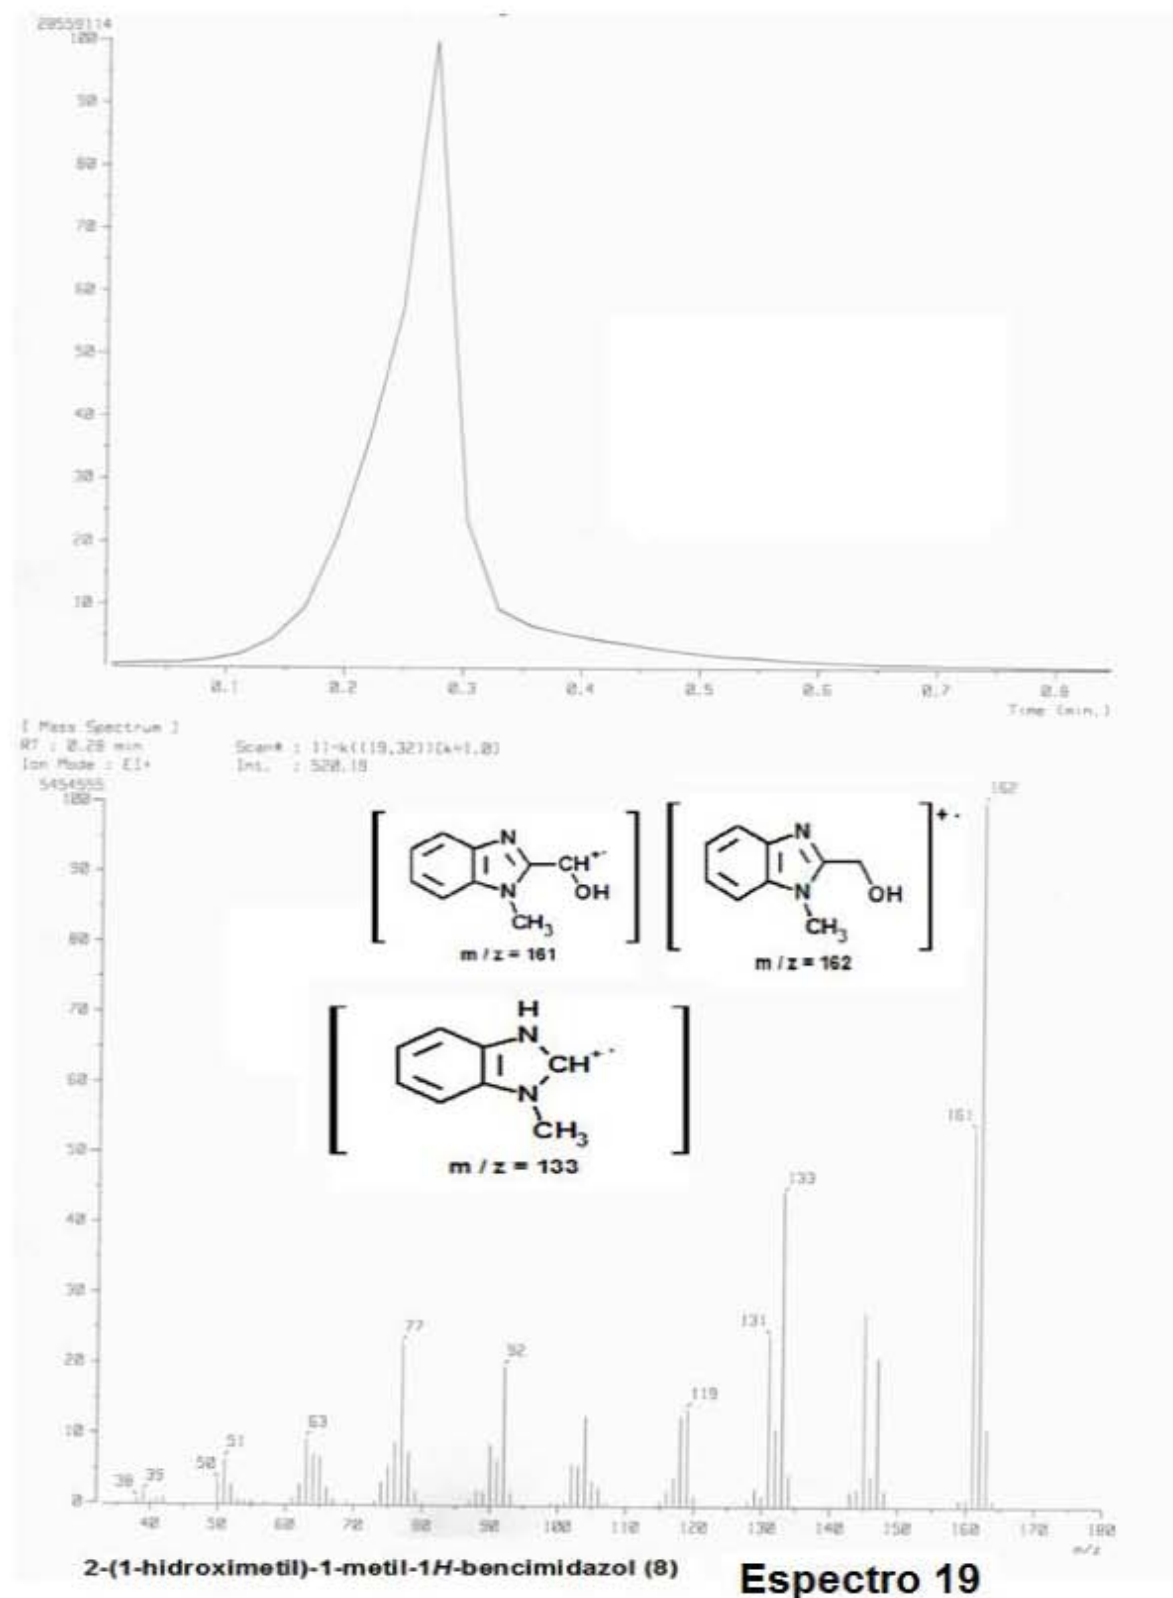 20559114
100
90
80
70
60
50
40
30
20
10
0.1 0.2 0.3 0.4 0.5 0.6 0.7 0.8
Time (min.)
[ Mass Spectrum ]
RT : 0.28 min
Ion Mode : EI+
Int. : 520.19
5454555
100
90
80
70
60
50
40
30
20
10
0
162
161
133
131
119
92
77
63
51
50
39
38
N
CH+·
OH
N
CH3
m / z = 161
+ ·
N
OH
N
CH3
m / z = 162
H
N
CH+·
N
CH3
m / z = 133
40 50 60 70 80 90 100 110 120 130 140 150 160 170 180
m/z
2-(1-hidroximetil)-1-metil-1H-bencimidazol (8)
Espectro 19